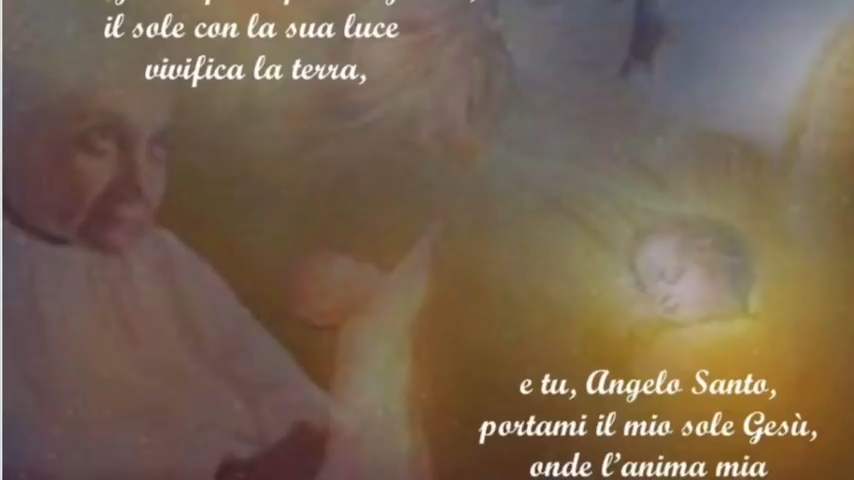 il sole con la sua luce
vivifica la terra,
e tu, Angelo Santo,
portami il mio sole Gesù,
onde l'anima mia